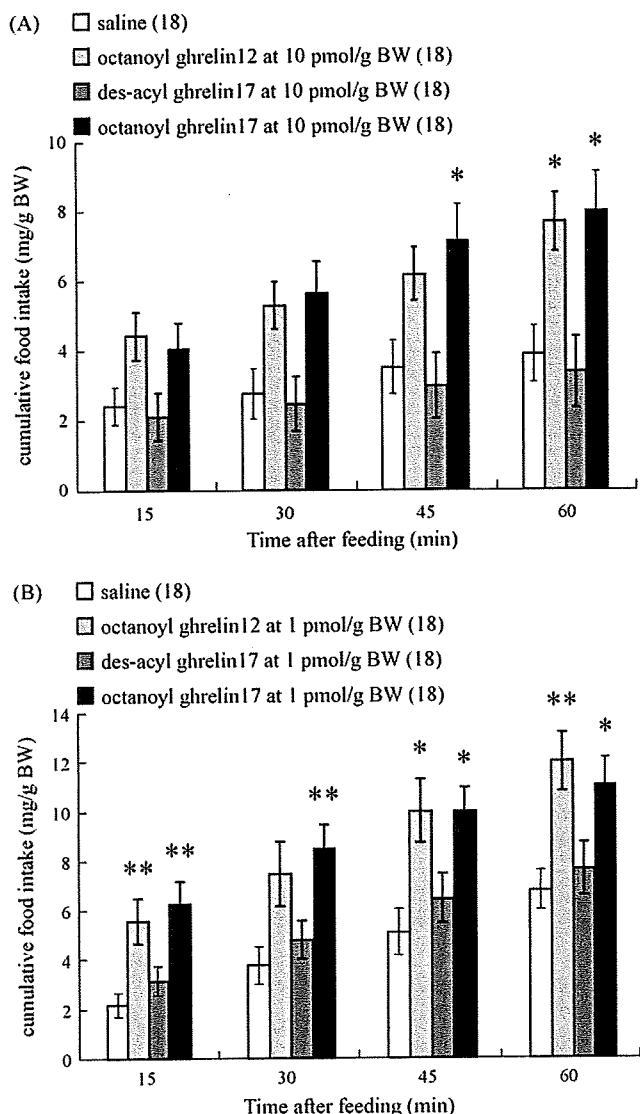 (A)
saline (18)
octanoyl ghrelin12 at 10 pmol/g BW (18)
des-acyl ghrelin17 at 10 pmol/g BW (18)
octanoyl ghrelin17 at 10 pmol/g BW (18)
cumulative food intake (mg/g BW)
10
8
6
4
2
0
* * *
15 30 45 60
Time after feeding (min)
(B)
saline (18)
octanoyl ghrelin12 at 1 pmol/g BW (18)
des-acyl ghrelin17 at 1 pmol/g BW (18)
octanoyl ghrelin17 at 1 pmol/g BW (18)
cumulative food intake (mg/g BW)
14
12
10
8
6
4
2
0
** ** ** * * ** *
15 30 45 60
Time after feeding (min)